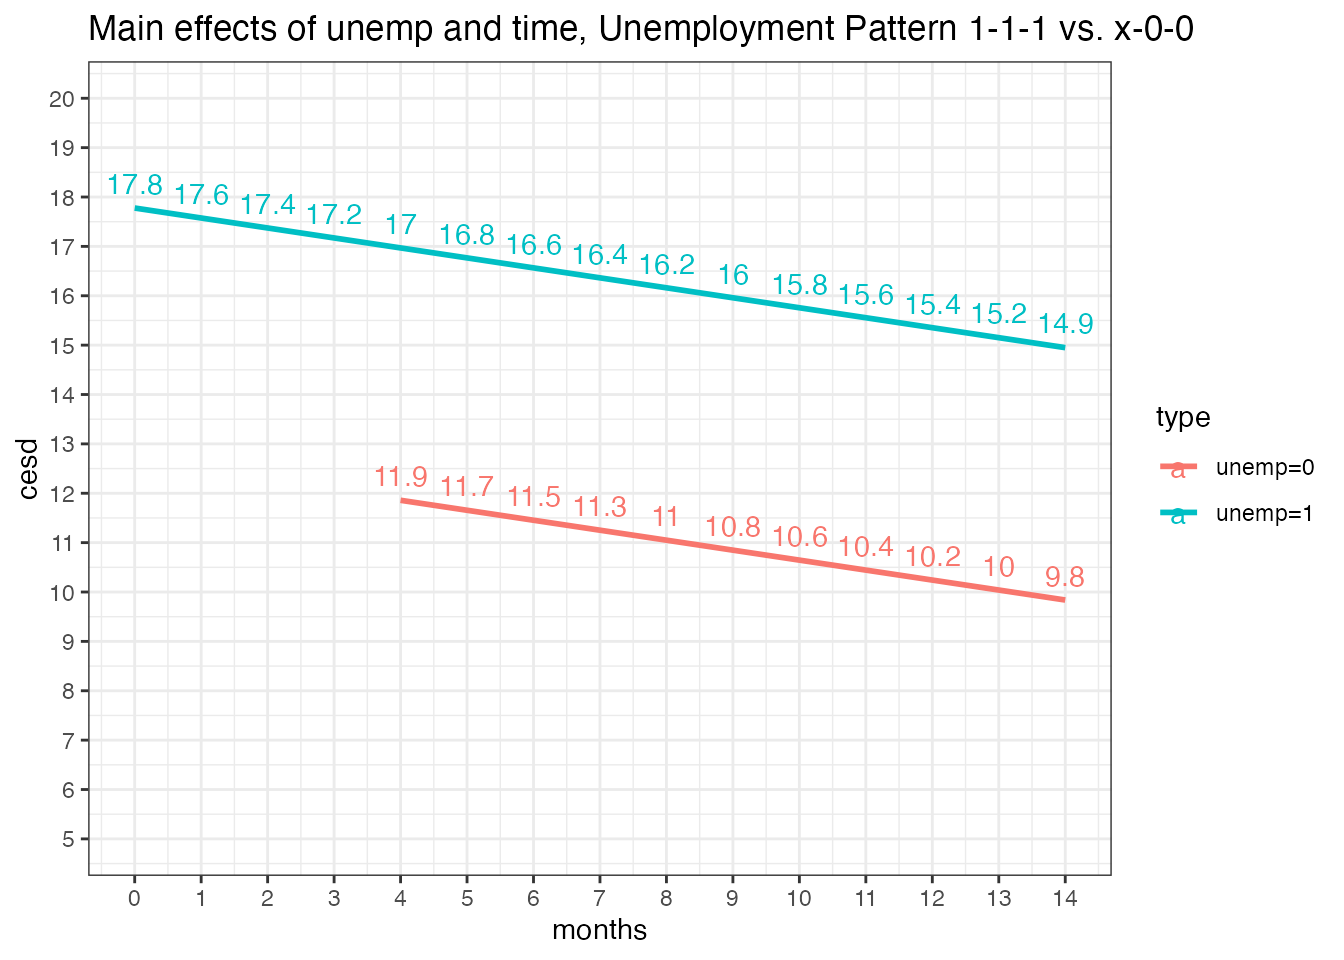 Main effects of unemp and time, Unemployment Pattern 1-1-1 vs. x-0-0
cesd
20
19
18
17
16
15
14
13
12
11
10
9
8
7
6
5
17.8 17.6 17.4 17.2 17 16.8 16.6 16.4 16.2 16 15.8 15.6 15.4 15.2 14.9
11.9 11.7 11.5 11.3 11 10.8 10.6 10.4 10.2 10 9.8
0 1 2 3 4 5 6 7 8 9 10 11 12 13 14
months
type
a unemp=0
a unemp=1